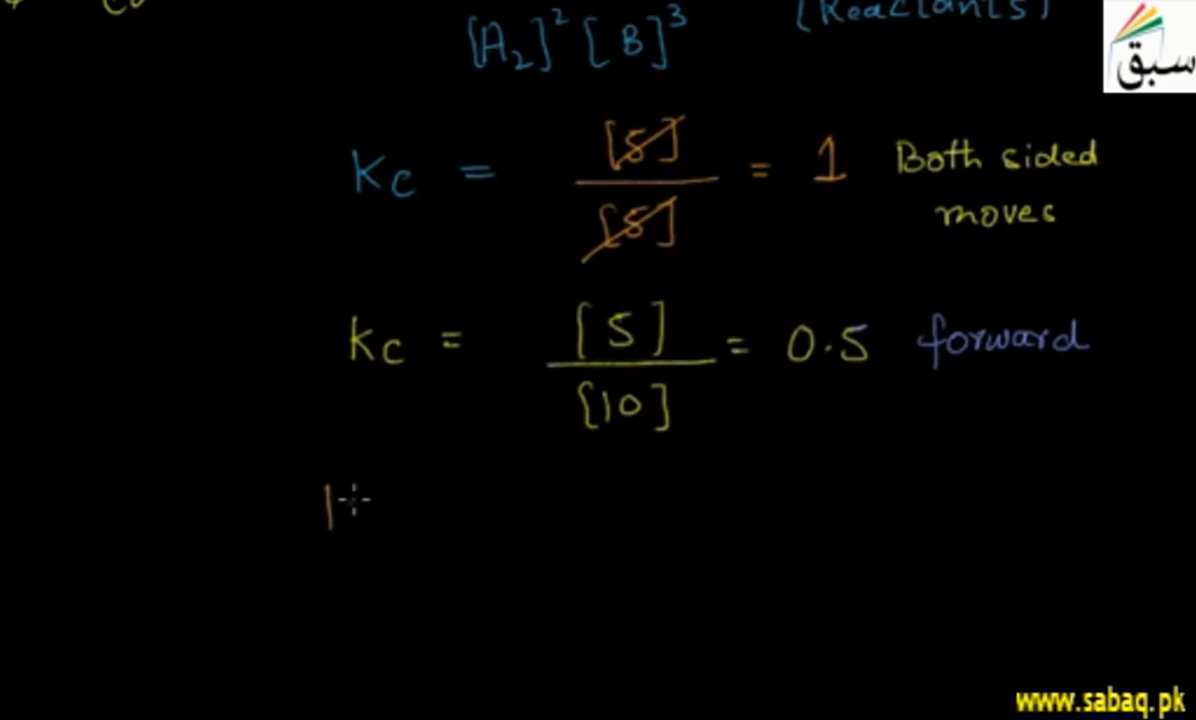 [A₂]² [B]³
[Reactants]
سبق
Kc = [5] / [5] = 1 Both sided
moves
Kc = [5] / [10] = 0.5 forward
www.sabaq.pk